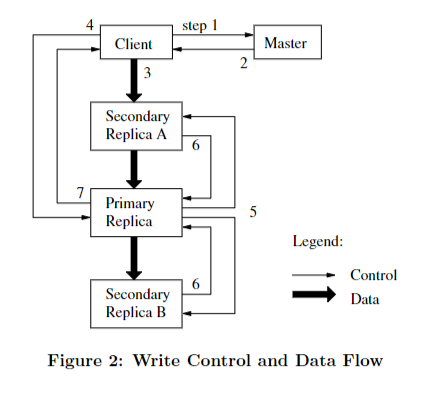 4
step 1
Client
Master
2
3
Secondary
Replica A
6
7
Primary
Replica
5
Legend:
Control
6
Secondary
Replica B
Data
Figure 2: Write Control and Data Flow